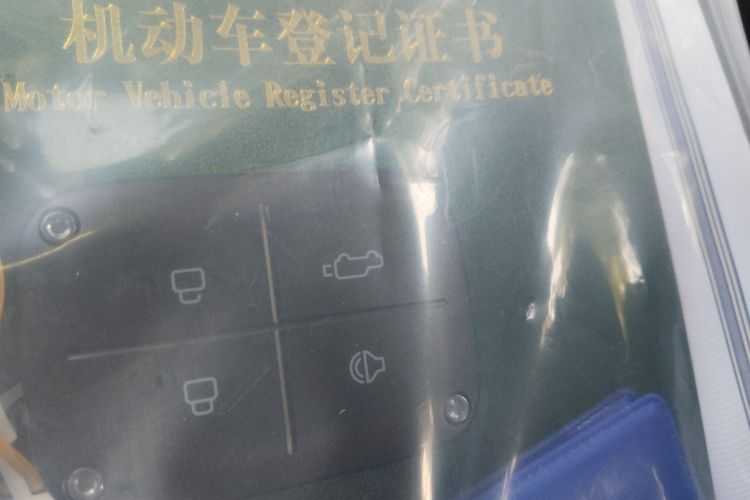 机动车登记证书
Motor Vehicle Register Certificate